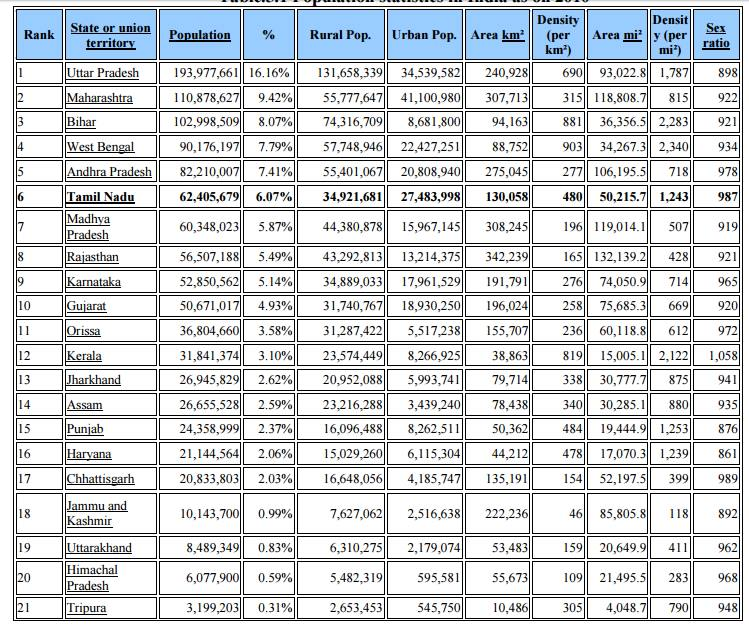 Table.5.1 Population statistics in India as on 2010
Rank State or union territory Population % Rural Pop. Urban Pop. Area km² Density (per km²) Area mi² Densit y (per mi²) Sex ratio
1 Uttar Pradesh 193,977,661 16.16% 131,658,339 34,539,582 240,928 690 93,022.8 1,787 898
2 Maharashtra 110,878,627 9.42% 55,777,647 41,100,980 307,713 315 118,808.7 815 922
3 Bihar 102,998,509 8.07% 74,316,709 8,681,800 94,163 881 36,356.5 2,283 921
4 West Bengal 90,176,197 7.79% 57,748,946 22,427,251 88,752 903 34,267.3 2,340 934
5 Andhra Pradesh 82,210,007 7.41% 55,401,067 20,808,940 275,045 277 106,195.5 718 978
6 Tamil Nadu 62,405,679 6.07% 34,921,681 27,483,998 130,058 480 50,215.7 1,243 987
7 Madhya Pradesh 60,348,023 5.87% 44,380,878 15,967,145 308,245 196 119,014.1 507 919
8 Rajasthan 56,507,188 5.49% 43,292,813 13,214,375 342,239 165 132,139.2 428 921
9 Karnataka 52,850,562 5.14% 34,889,033 17,961,529 191,791 276 74,050.9 714 965
10 Gujarat 50,671,017 4.93% 31,740,767 18,930,250 196,024 258 75,685.3 669 920
11 Orissa 36,804,660 3.58% 31,287,422 5,517,238 155,707 236 60,118.8 612 972
12 Kerala 31,841,374 3.10% 23,574,449 8,266,925 38,863 819 15,005.1 2,122 1,058
13 Jharkhand 26,945,829 2.62% 20,952,088 5,993,741 79,714 338 30,777.7 875 941
14 Assam 26,655,528 2.59% 23,216,288 3,439,240 78,438 340 30,285.1 880 935
15 Punjab 24,358,999 2.37% 16,096,488 8,262,511 50,362 484 19,444.9 1,253 876
16 Haryana 21,144,564 2.06% 15,029,260 6,115,304 44,212 478 17,070.3 1,239 861
17 Chhattisgarh 20,833,803 2.03% 16,648,056 4,185,747 135,191 154 52,197.5 399 989
18 Jammu and Kashmir 10,143,700 0.99% 7,627,062 2,516,638 222,236 46 85,805.8 118 892
19 Uttarakhand 8,489,349 0.83% 6,310,275 2,179,074 53,483 159 20,649.9 411 962
20 Himachal Pradesh 6,077,900 0.59% 5,482,319 595,581 55,673 109 21,495.5 283 968
21 Tripura 3,199,203 0.31% 2,653,453 545,750 10,486 305 4,048.7 790 948